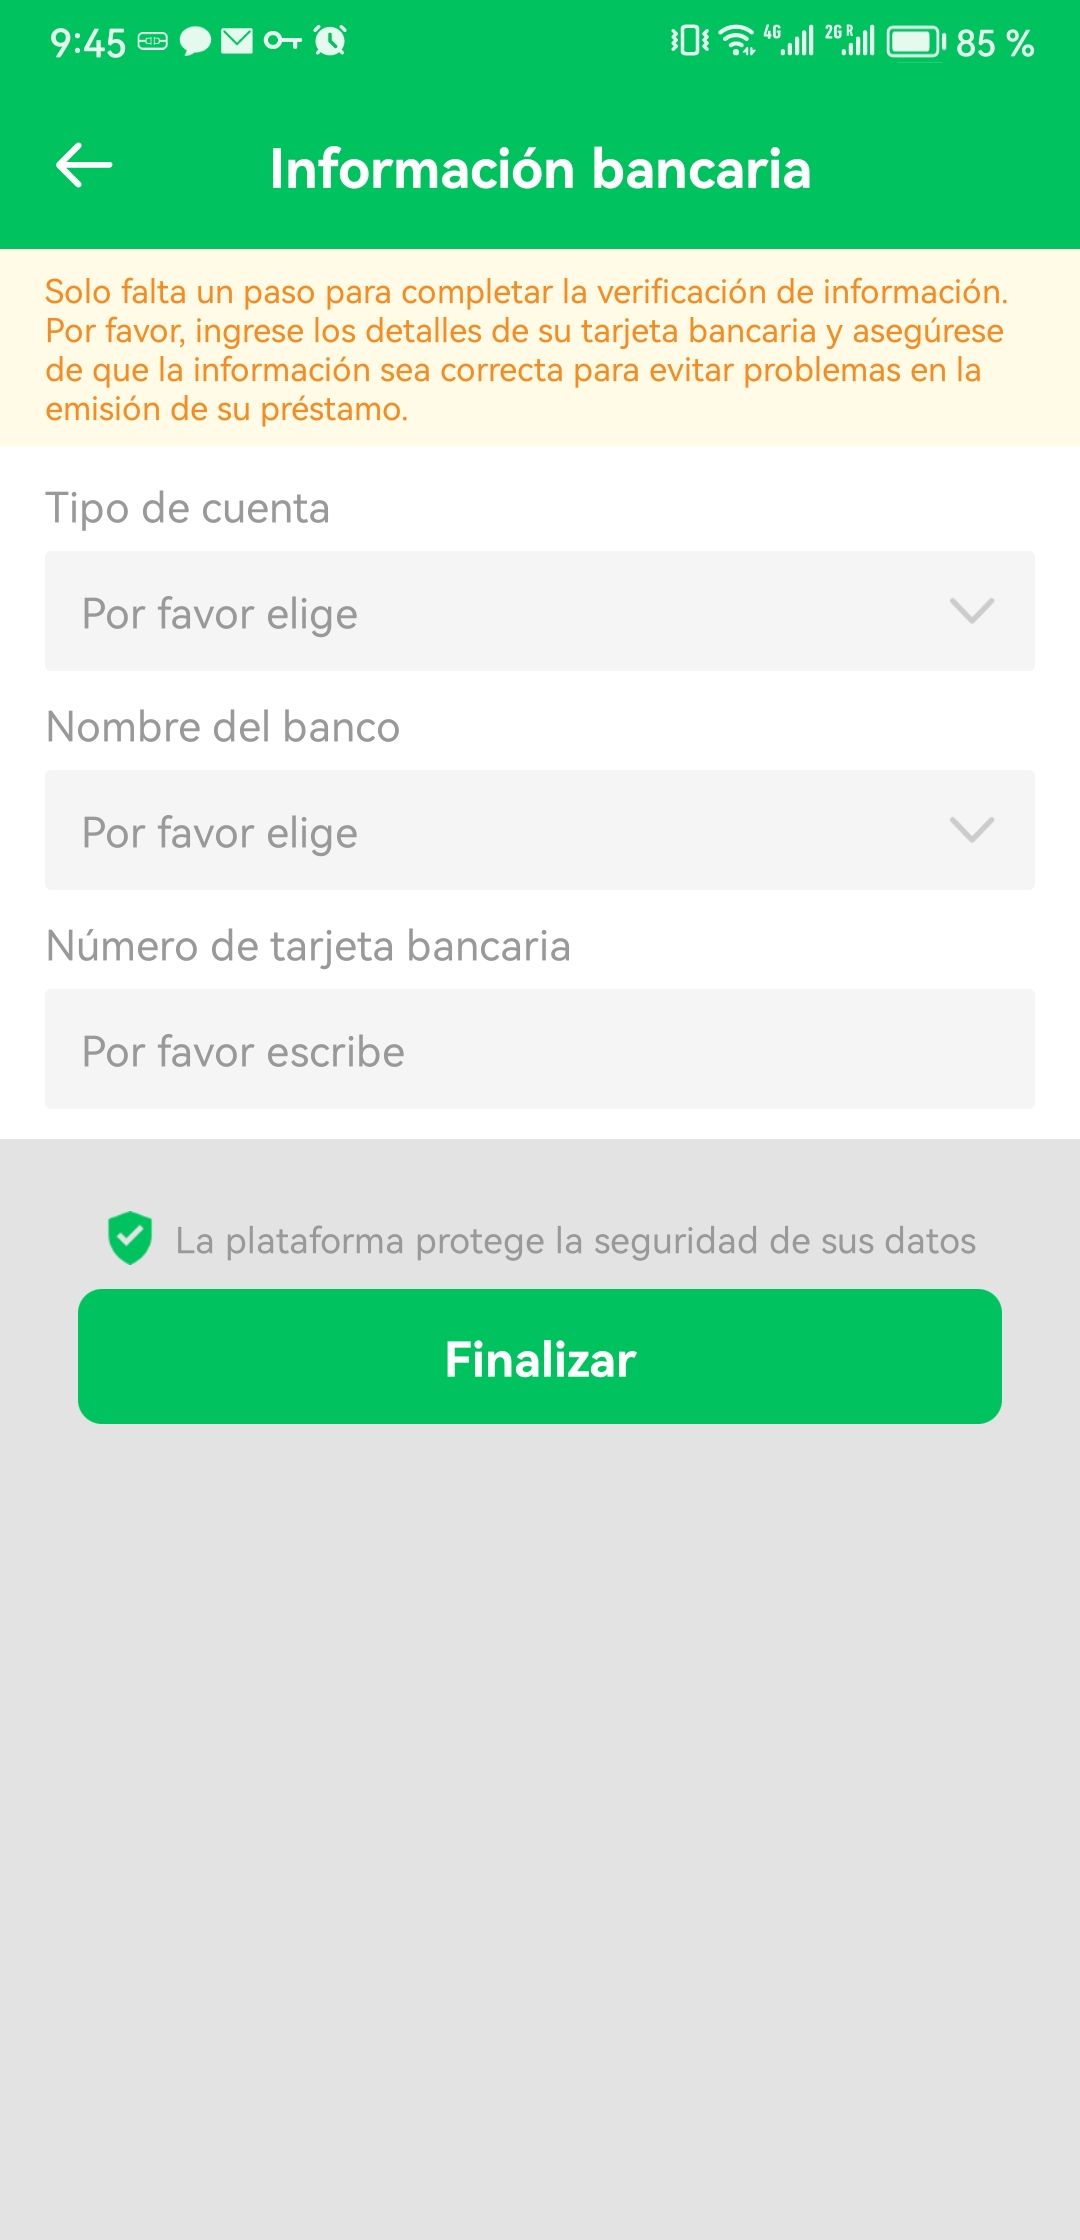 9:45
4G 2G R 85 %
Información bancaria
Solo falta un paso para completar la verificación de información.
Por favor, ingrese los detalles de su tarjeta bancaria y asegúrese
de que la información sea correcta para evitar problemas en la
emisión de su préstamo.
Tipo de cuenta
Por favor elige
Nombre del banco
Por favor elige
Número de tarjeta bancaria
Por favor escribe
La plataforma protege la seguridad de sus datos
Finalizar